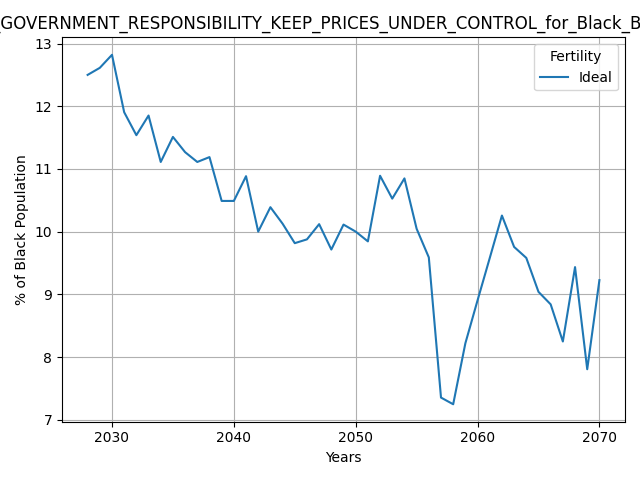 GOVERNMENT_RESPONSIBILITY_KEEP_PRICES_UNDER_CONTROL_for_Black_B
Fertility
Ideal
13
12
11
10
9
8
7
% of Black Population
2030 2040 2050 2060 2070
Years